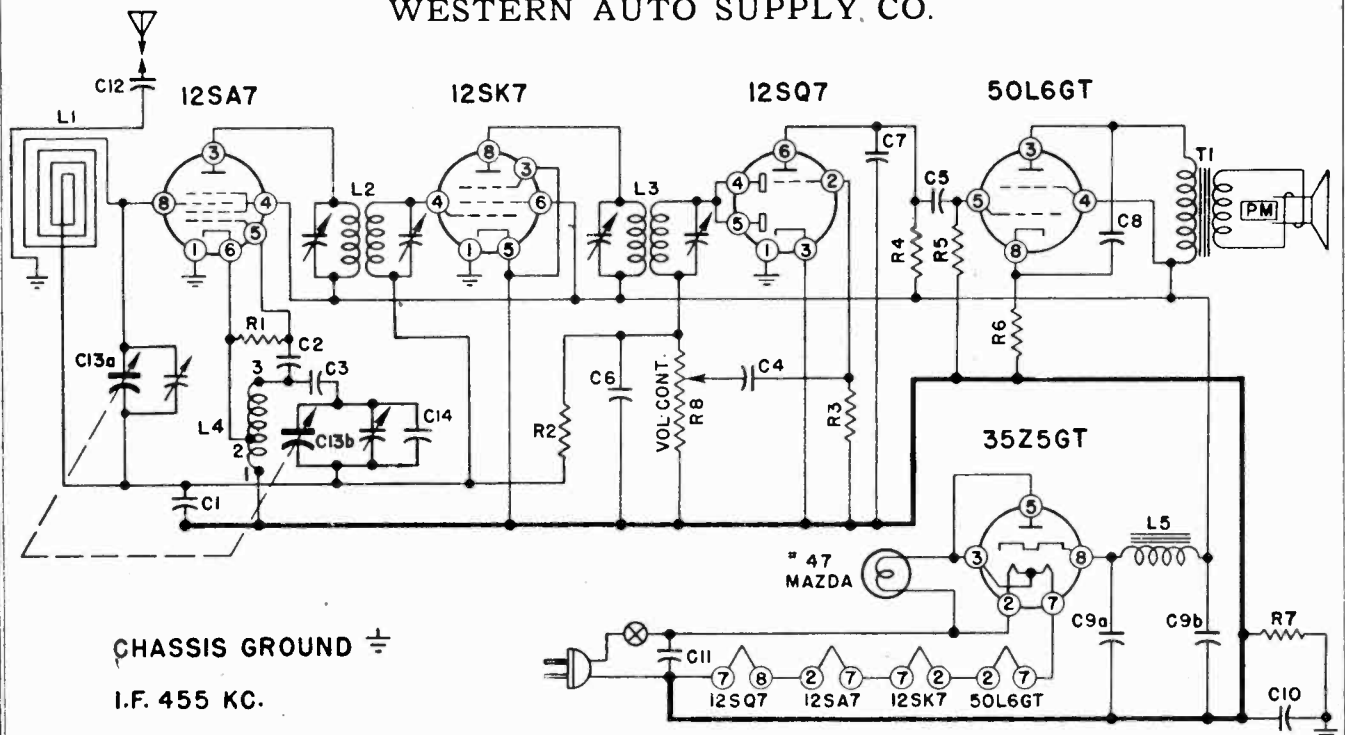 WESTERN AUTO SUPPLY CO.
C12
L1
12SA7
12SK7
12SQ7
50L6GT
3
8
4
1
6
5
L2
8
3
4
6
1
5
L3
6
4
2
5
1
3
C7
C5
R4
R5
3
5
4
8
C8
T1
PM
R6
R1
C2
3
C3
C13a
L4
2
1
C13b
C14
C1
R2
C6
VOL. CONT.
R8
C4
R3
35Z5GT
5
3
8
2
7
L5
# 47
MAZDA
C9a
C9b
R7
C10
C11
7 8
12SQ7
2 7
12SA7
7 2
12SK7
2 7
50L6GT
CHASSIS GROUND
I.F. 455 KC.